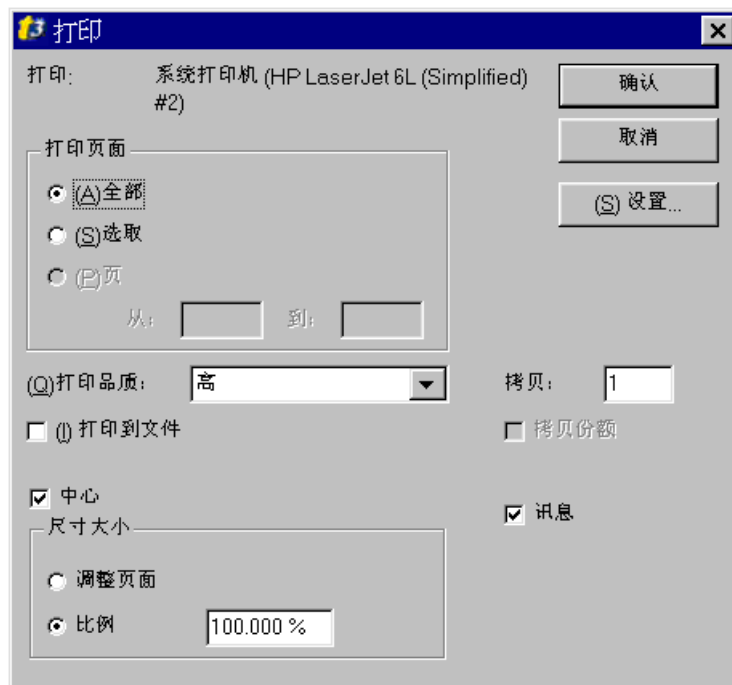 打印
打印: 系统打印机 (HP LaserJet 6L (Simplified) #2)
确认
取消
(S) 设置...
打印页面
(A)全部
(S)选取
(P)页
从: 到:
(Q)打印品质: 高
拷贝: 1
(I) 打印到文件
拷贝份额
中心
讯息
尺寸大小
调整页面
比例 100.000 %